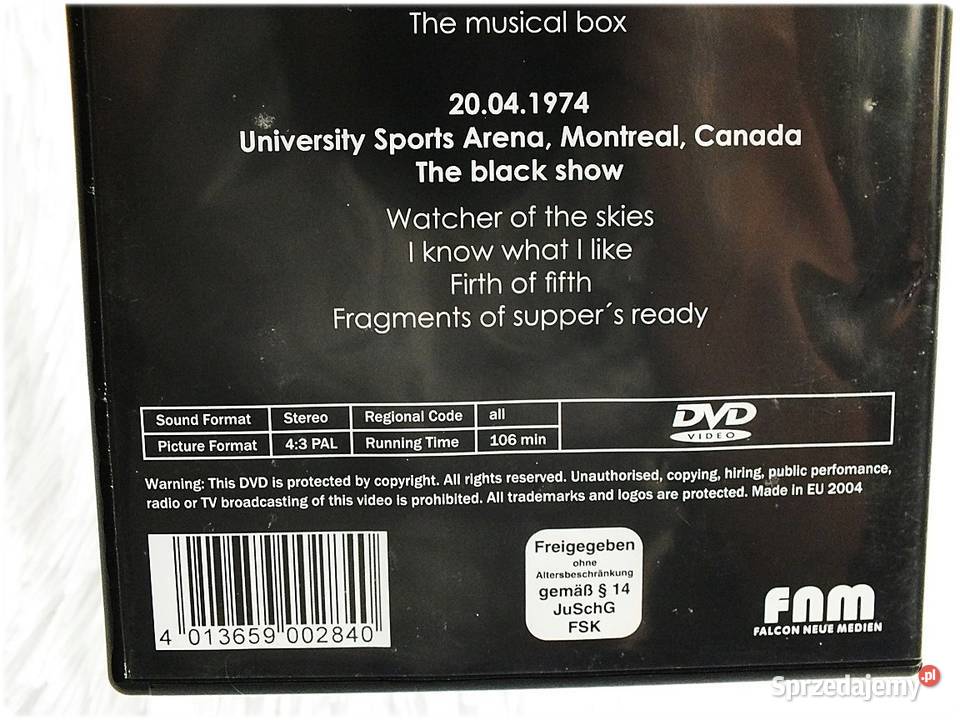 The musical box
20.04.1974
University Sports Arena, Montreal, Canada
The black show
Watcher of the skies
I know what I like
Firth of fifth
Fragments of supper´s ready
Sound Format Stereo Regional Code all
Picture Format 4:3 PAL Running Time 106 min
DVD
VIDEO
Warning: This DVD is protected by copyright. All rights reserved. Unauthorised, copying, hiring, public perfomance,
radio or TV broadcasting of this video is prohibited. All trademarks and logos are protected. Made in EU 2004
4 013659 002840
Freigegeben
ohne
Altersbeschränkung
gemäß § 14
JuSchG
FSK
FNM
FALCON NEUE MEDIEN
Sprzedajemy.pl